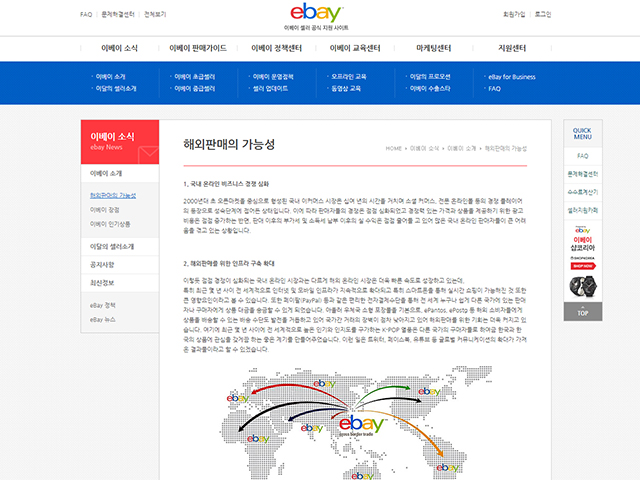 FAQ | 문제해결센터 | 전체보기
ebay
이베이 셀러 공식 지원 사이트
회원가입 | 로그인
이베이 소식 이베이 판매가이드 이베이 정책센터 이베이 교육센터 마케팅센터 지원센터
이베이 소개 이베이 초급셀러 이베이 운영정책 오프라인 교육 이달의 프로모션 eBay for Business
이달의 셀러소개 이베이 중급셀러 셀러 업데이트 동영상 교육 이베이 수출스타 FAQ
이베이 소식
ebay News
이베이 소개
해외판매의 가능성
이베이 장점
이베이 인기상품
이달의 셀러소개
공지사항
최신정보
eBay 정책
eBay 뉴스
해외판매의 가능성
HOME 이베이 소식 이베이 소개 해외판매의 가능성
1. 국내 온라인 비즈니스 경쟁 심화
2000년대 초 오픈마켓을 중심으로 형성된 국내 이커머스 시장은 십여 년의 시간을 거치며 소셜 커머스, 전문 온라인몰 등의 경쟁 플레이어
의 등장으로 성숙단계에 접어든 상태입니다. 이에 따라 판매자들의 경쟁은 점점 심화되었고 경쟁력 있는 가격과 상품을 제공하기 위한 광고
비용은 점점 증가하는 반면, 판매 이후의 부가세 및 소득세 납부 이후의 실 수익은 점점 줄어들 고 있어 많은 국내 온라인 판매자들이 큰 어려
움을 겪고 있는 상황입니다.
2. 해외판매를 위한 인프라 구축 확대
이렇듯 점점 경쟁이 심화되는 국내 온라인 시장과는 다르게 해외 온라인 시장은 더욱 빠른 속도로 성장하고 있는데,
특히 최근 몇 년 사이 전 세계적으로 인터넷 및 모바일 인프라가 지속적으로 확대되고 특히 스마트폰을 통해 실시간 쇼핑이 가능해진 것 또한
큰 영향요인이라고 볼 수 있습니다. 또한 페이팔(PayPal) 등과 같은 편리한 전자결제수단을 통해 전 세계 누구나 쉽게 다른 국가에 있는 판매
자나 구매자에게 상품 대금을 송금할 수 있게 되었습니다. 아울러 우체국 소형 포장물을 기본으로, ePantos, ePostp 등 해외 소비자들에게
상품을 배송할 수 있는 배송 수단도 발전을 거듭하고 있어 국가간 거래의 장벽이 점차 낮아지고 있어 해외판매를 위한 기회는 더욱 커지고 있
습니다. 여기에 최근 몇 년 사이에 전 세계적으로 높은 인기와 인지도를 구가하는 K-POP 열풍은 다른 국가의 구매자들로 하여금 한국과 한
국의 상품에 관심을 갖게끔 하는 좋은 계기를 만들어주었습니다. 이런 일은 트위터, 페이스북, 유튜브 등 글로벌 커뮤니케이션의 확대가 가져
온 결과물이라고 할 수 있겠습니다.
ebay
ebay
ebay
ebay
ebay
ebay
cross border trade
ebay
ebay
QUICK
MENU
FAQ
문제해결센터
수수료계산기
셀러지원카페
ebay
이베이
샵코리아
SHOPKOREA
SHOP NOW
TOP